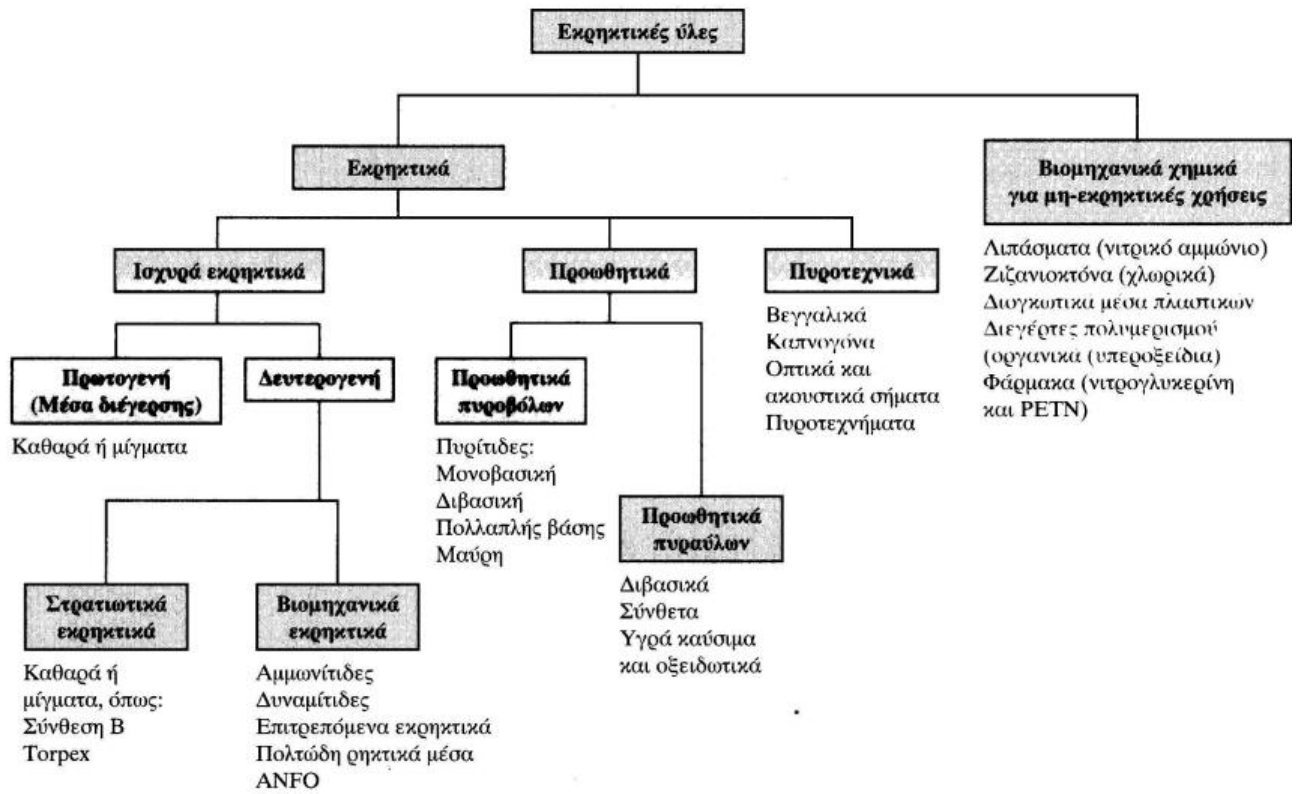 Εκρηκτικές ύλες
Εκρηκτικά
Βιομηχανικά χημικά
για μη-εκρηκτικές χρήσεις
Λιπάσματα (νιτρικό αμμώνιο)
Ζιζανιοκτόνα (χλωρικά)
Διογκωτικά μέσα πλαστικών
Διεγέρτες πολυμερισμού
(οργανικά (υπεροξείδια)
Φάρμακα (νιτρογλυκερίνη
και PETN)
Ισχυρά εκρηκτικά
Προωθητικά
Πυροτεχνικά
Βεγγαλικά
Καπνογόνα
Οπτικά και
ακουστικά σήματα
Πυροτεχνήματα
Πρωτογενή
(Μέσα διέγερσης)
Καθαρά ή μίγματα
Δευτερογενή
Προωθητικά
πυροβόλων
Πυρίτιδες:
Μονοβασική
Διβασική
Πολλαπλής βάσης
Μαύρη
Προωθητικά
πυραύλων
Διβασικά
Σύνθετα
Υγρά καύσιμα
και οξειδωτικά
Στρατιωτικά
εκρηκτικά
Καθαρά ή
μίγματα, όπως:
Σύνθεση Β
Torpex
Βιομηχανικά
εκρηκτικά
Αμμωνίτιδες
Δυναμίτιδες
Επιτρεπόμενα εκρηκτικά
Πολτώδη ρηκτικά μέσα
ANFO